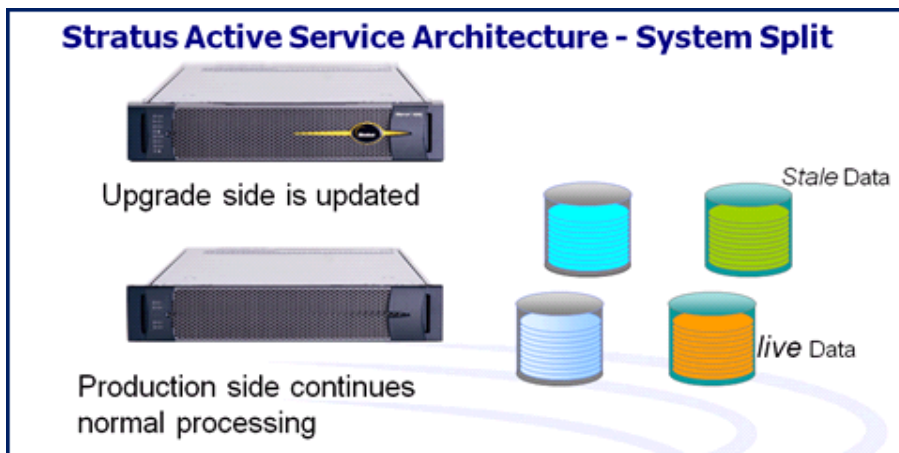 Stratus Active Service Architecture - System Split
Upgrade side is updated
Stale Data
Production side continues
normal processing
live Data